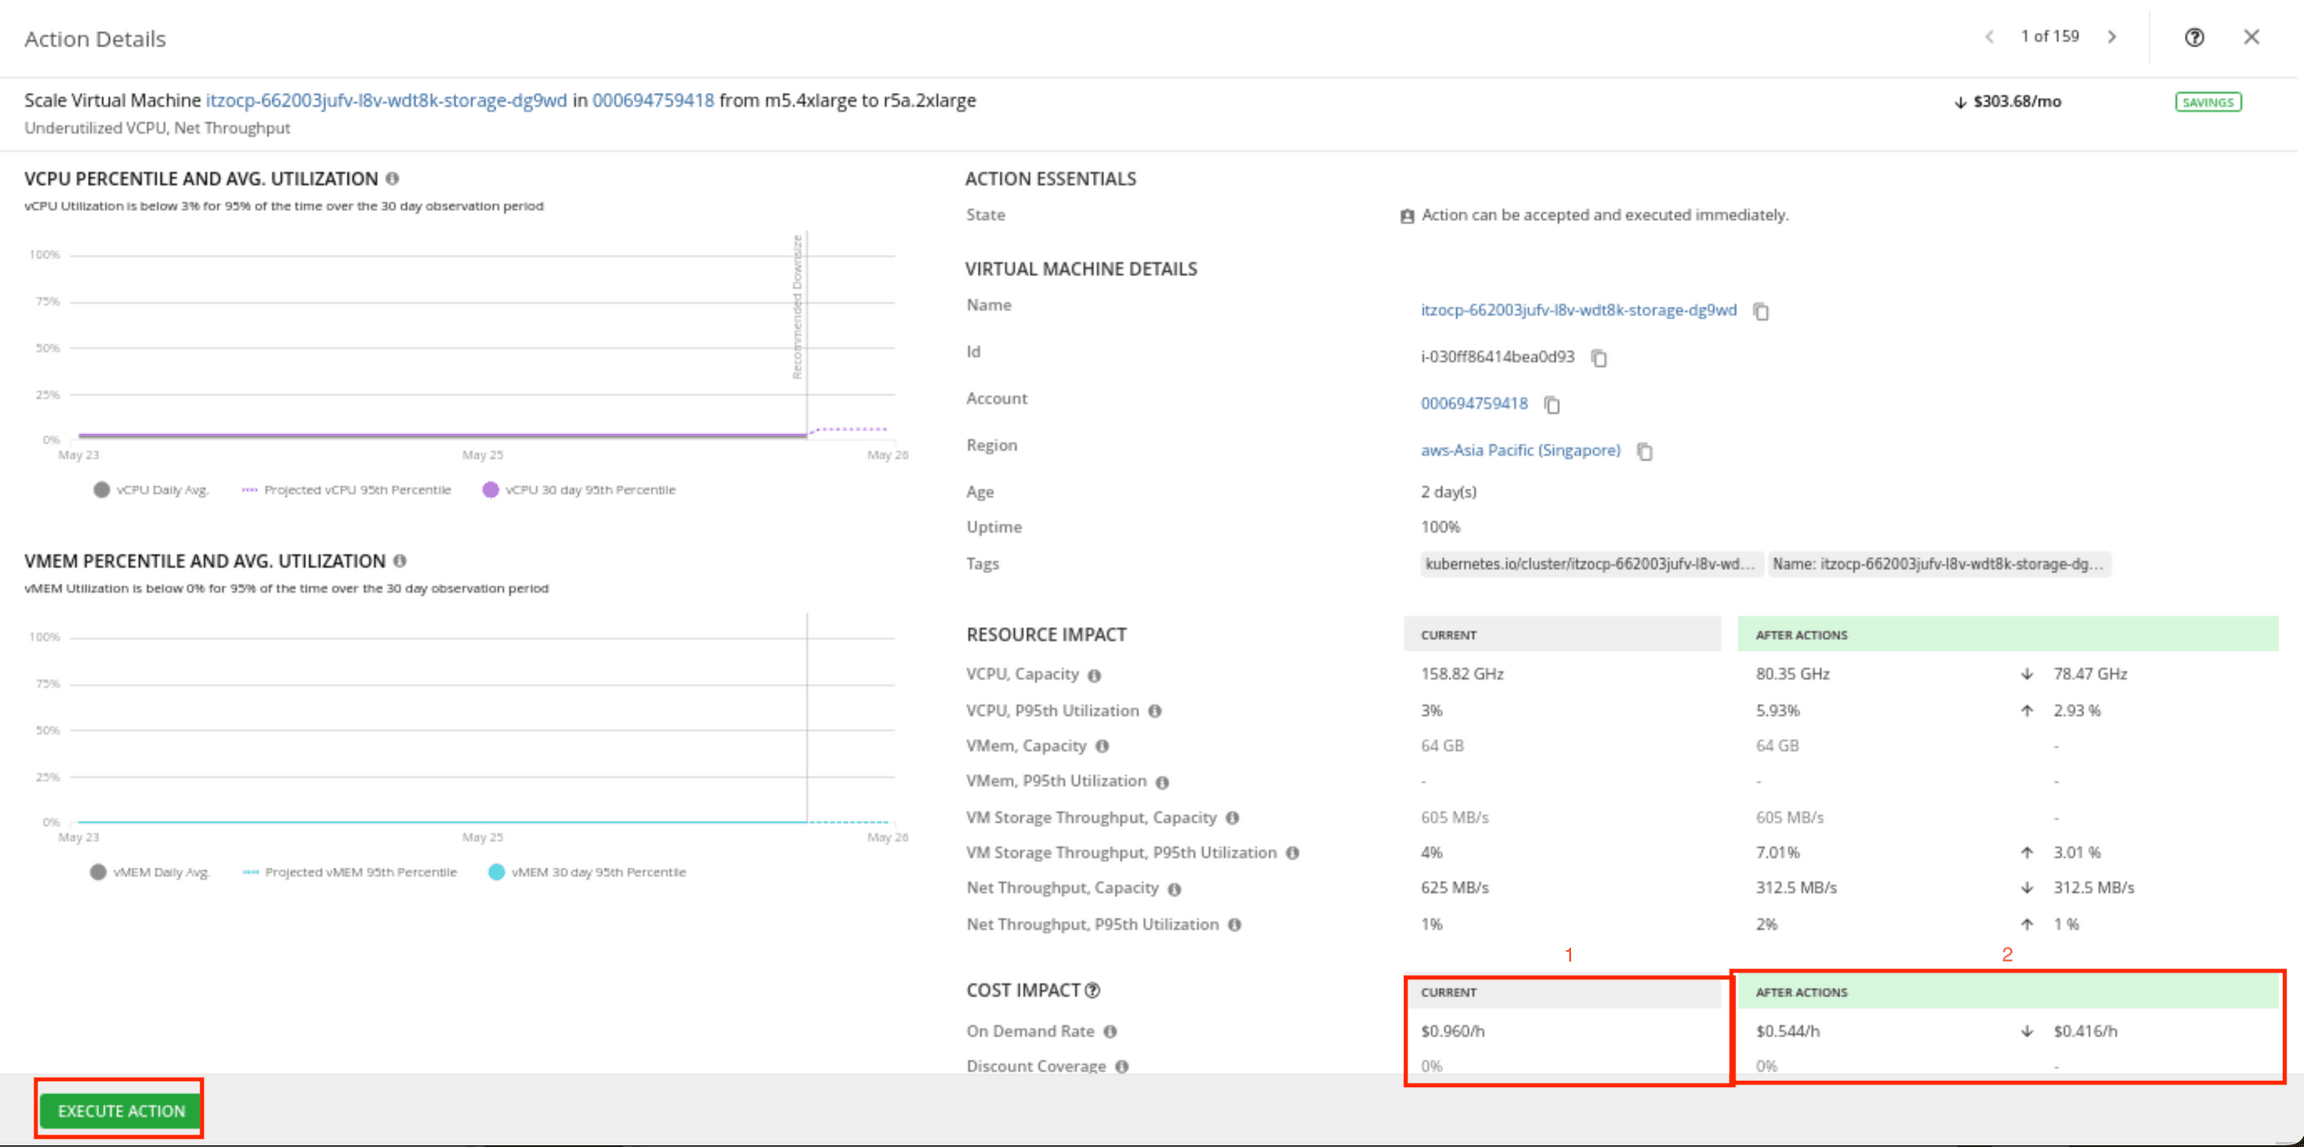 Action Details
1 of 159
Scale Virtual Machine itzocp-662003jufv-l8v-wdt8k-storage-dg9wd in 000694759418 from m5.4xlarge to r5a.2xlarge
$303.68/mo
SAVINGS
Underutilized VCPU, Net Throughput
VCPU PERCENTILE AND AVG. UTILIZATION
vCPU Utilization is below 3% for 95% of the time over the 30 day observation period
100%
75%
50%
25%
0%
Recommended Downsize
May 23
May 25
May 26
vCPU Daily Avg.
Projected vCPU 95th Percentile
vCPU 30 day 95th Percentile
VMEM PERCENTILE AND AVG. UTILIZATION
vMEM Utilization is below 0% for 95% of the time over the 30 day observation period
100%
75%
50%
25%
0%
May 23
May 25
May 26
vMEM Daily Avg.
Projected vMEM 95th Percentile
vMEM 30 day 95th Percentile
ACTION ESSENTIALS
State Action can be accepted and executed immediately.
VIRTUAL MACHINE DETAILS
Name itzocp-662003jufv-l8v-wdt8k-storage-dg9wd
Id i-030ff86414bea0d93
Account 000694759418
Region aws-Asia Pacific (Singapore)
Age 2 day(s)
Uptime 100%
Tags kubernetes.io/cluster/itzocp-662003jufv-l8v-wd... Name: itzocp-662003jufv-l8v-wdt8k-storage-dg...
RESOURCE IMPACT CURRENT AFTER ACTIONS
VCPU, Capacity 158.82 GHz 80.35 GHz ↓ 78.47 GHz
VCPU, P95th Utilization 3% 5.93% ↑ 2.93 %
VMem, Capacity 64 GB 64 GB -
VMem, P95th Utilization - - -
VM Storage Throughput, Capacity 605 MB/s 605 MB/s -
VM Storage Throughput, P95th Utilization 4% 7.01% ↑ 3.01 %
Net Throughput, Capacity 625 MB/s 312.5 MB/s ↓ 312.5 MB/s
Net Throughput, P95th Utilization 1% 2% ↑ 1 %
1 2
COST IMPACT CURRENT AFTER ACTIONS
On Demand Rate $0.960/h $0.544/h ↓ $0.416/h
Discount Coverage 0% 0% -
EXECUTE ACTION